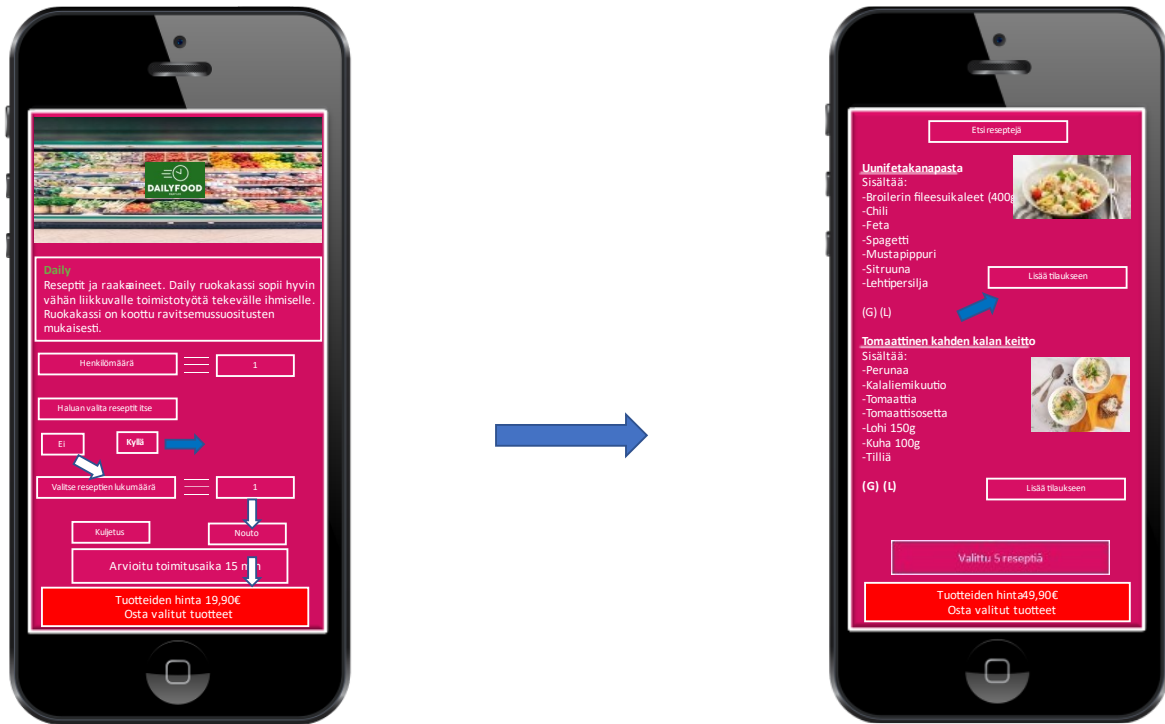 DAILYFOOD
Daily
Reseptit ja raaka-aineet. Daily ruokakassi sopii hyvin
vähän liikkuvalle toimistotyötä tekevälle ihmiselle.
Ruokakassi on koottu ravitsemussuositusten
mukaisesti.
Henkilömäärä
1
Haluan valita reseptit itse
Ei
Kyllä
Valitse reseptien lukumäärä
1
Kuljetus
Nouto
Arvioitu toimitusaika 15 min
Tuotteiden hinta 19,90€
Osta valitut tuotteet
Etsi reseptejä
Uunifetakanapasta
Sisältää:
-Broilerin fileesuikaleet (400g
-Chili
-Feta
-Spagetti
-Mustapippuri
-Sitruuna
-Lehtipersilja
Lisää tilaukseen
(G) (L)
Tomaattinen kahden kalan keitto
Sisältää:
-Perunaa
-Kalaliemikuutio
-Tomaattia
-Tomaattisosetta
-Lohi 150g
-Kuha 100g
-Tilliä
(G) (L)
Lisää tilaukseen
Valittu 5 reseptiä
Tuotteiden hinta49,90€
Osta valitut tuotteet